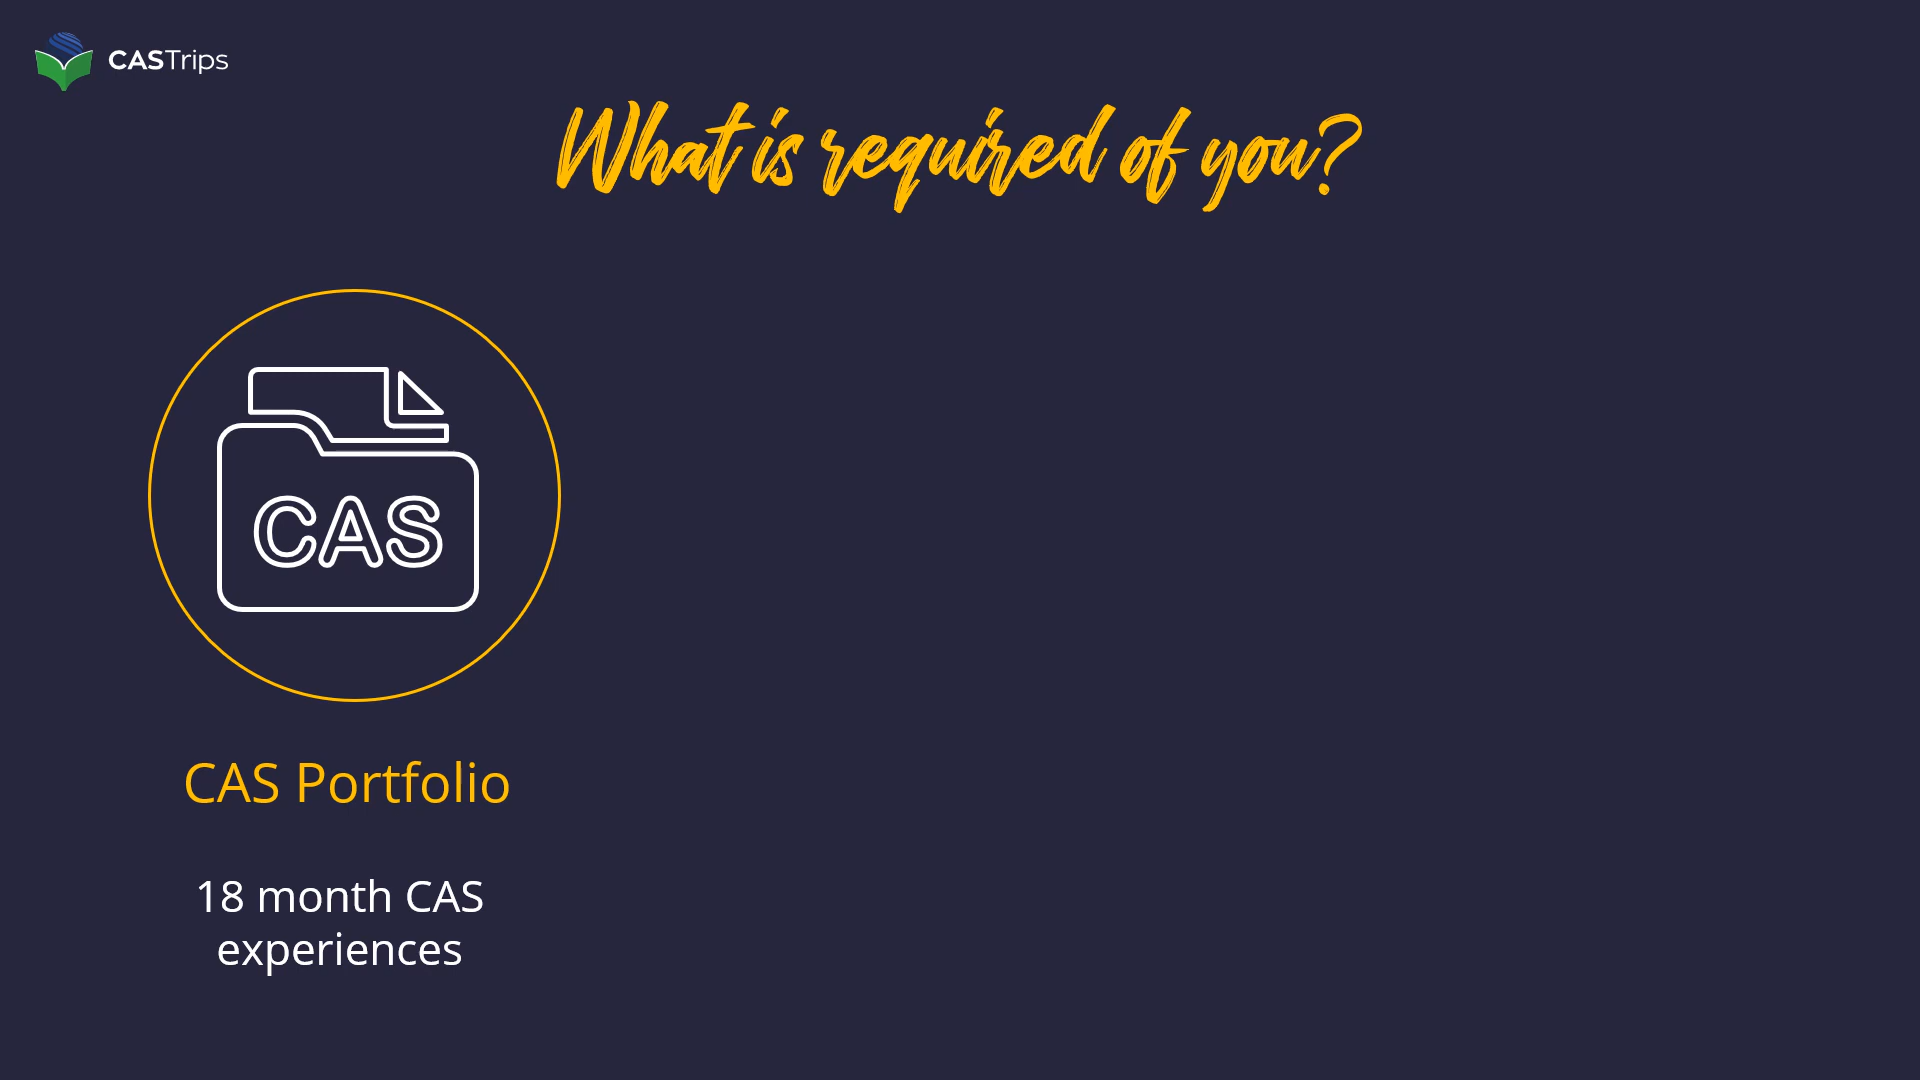 CASTrips
What is required of you?
CAS
CAS Portfolio
18 month CAS
experiences